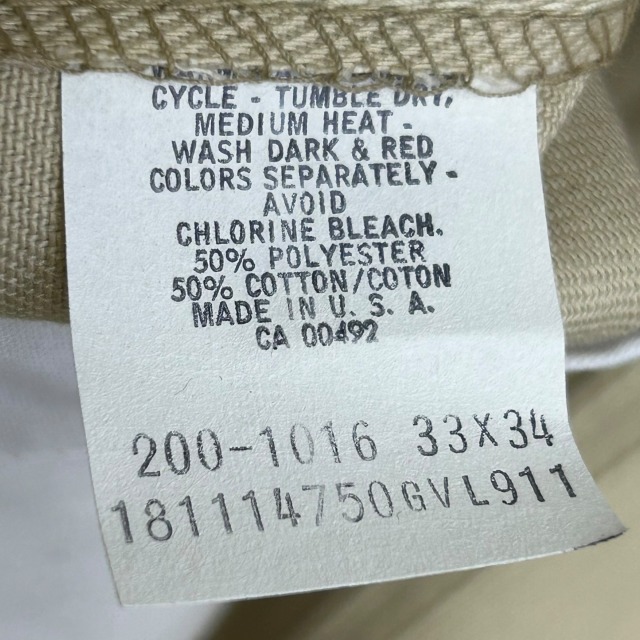 CYCLE - TUMBLE DRY,
MEDIUM HEAT -
WASH DARK & RED
COLORS SEPARATELY -
AVOID
CHLORINE BLEACH.
50% POLYESTER
50% COTTON/COTON
MADE IN U. S. A.
CA 00492
200-1016 33X34
181114750GVL911